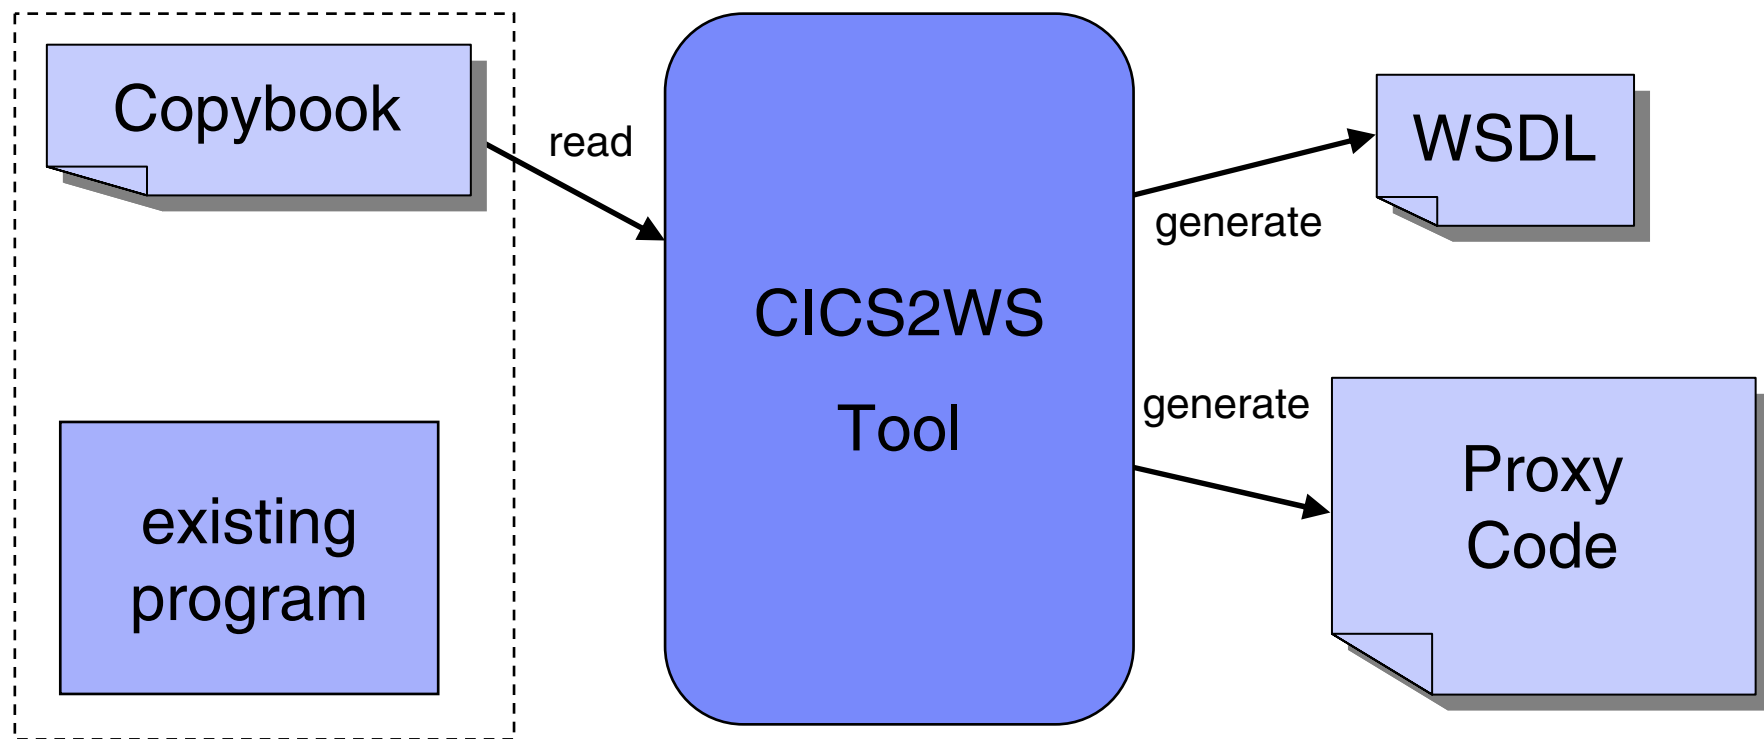 Copybook
read
WSDL
generate
CICS2WS
Tool
generate
Proxy
Code
existing
program